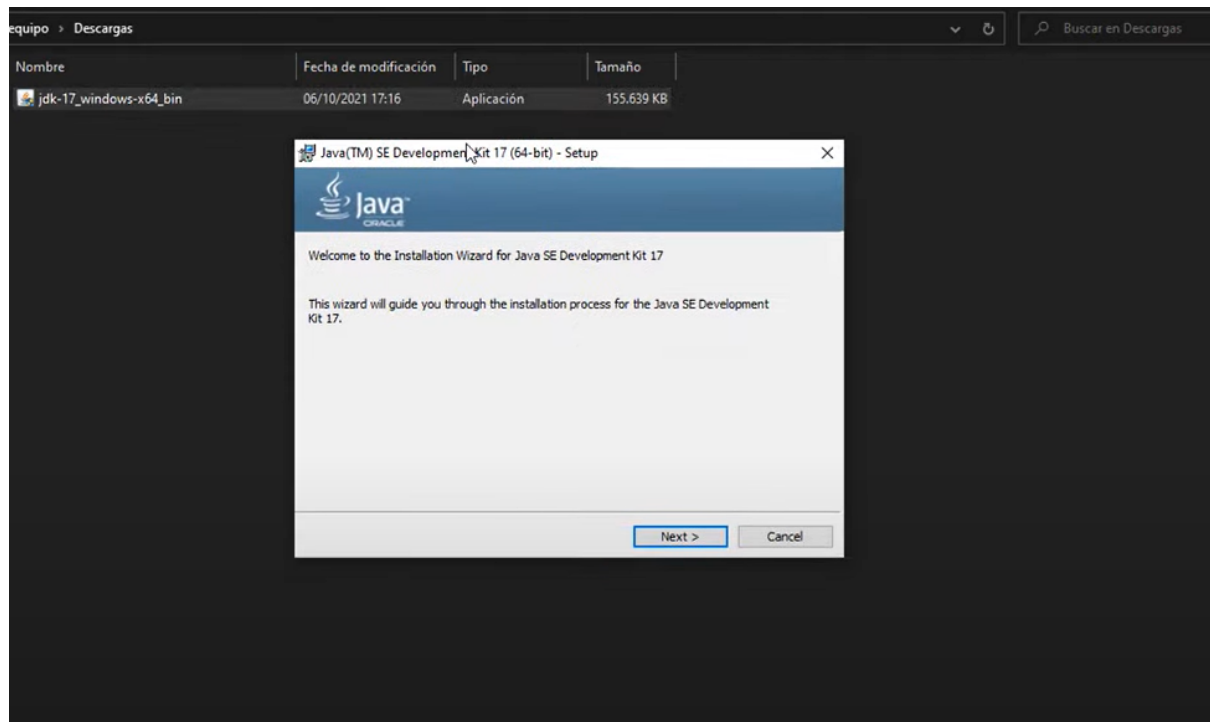 equipo > Descargas
Buscar en Descargas
Nombre
Fecha de modificación
Tipo
Tamaño
jdk-17_windows-x64_bin
06/10/2021 17:16
Aplicación
155.639 KB
Java(TM) SE Development Kit 17 (64-bit) - Setup
Java™
ORACLE
Welcome to the Installation Wizard for Java SE Development Kit 17
This wizard will guide you through the installation process for the Java SE Development
Kit 17.
Next >
Cancel